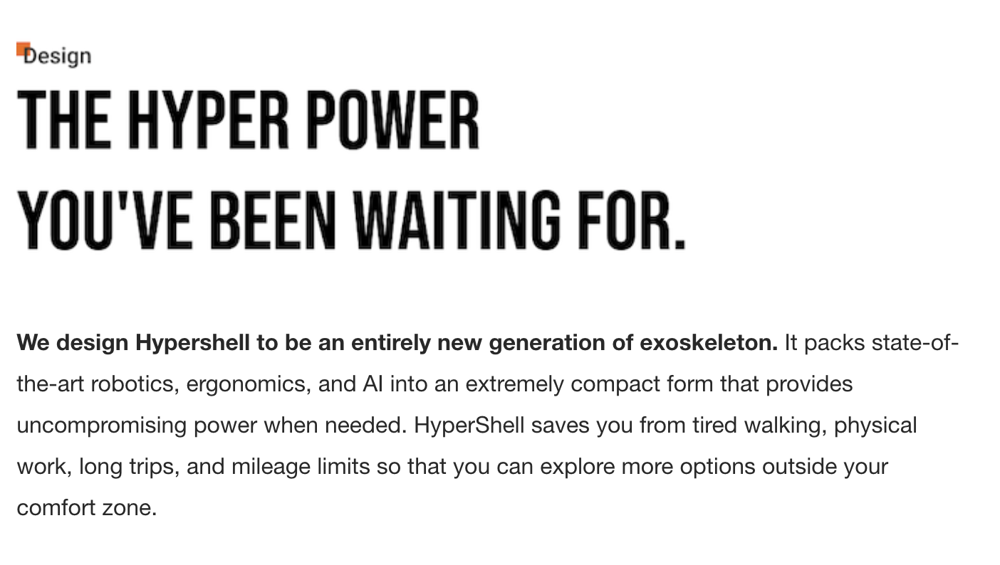 Design
THE HYPER POWER
YOU'VE BEEN WAITING FOR.
We design Hypershell to be an entirely new generation of exoskeleton. It packs state-of-
the-art robotics, ergonomics, and AI into an extremely compact form that provides
uncompromising power when needed. HyperShell saves you from tired walking, physical
work, long trips, and mileage limits so that you can explore more options outside your
comfort zone.